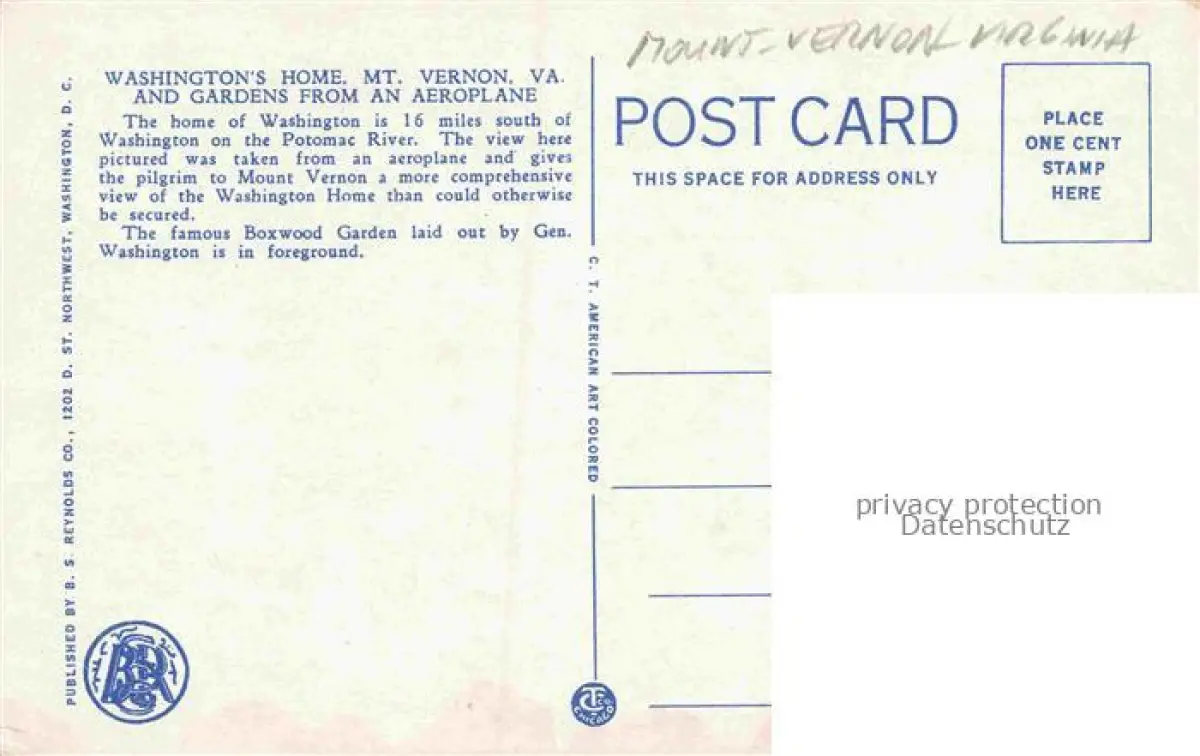 MOUNT-VERNON VIRGINIA
WASHINGTON'S HOME, MT. VERNON, VA.
AND GARDENS FROM AN AEROPLANE
The home of Washington is 16 miles south of
Washington on the Potomac River. The view here
pictured was taken from an aeroplane and gives
the pilgrim to Mount Vernon a more comprehensive
view of the Washington Home than could otherwise
be secured.
The famous Boxwood Garden laid out by Gen.
Washington is in foreground.
PUBLISHED BY B. S. REYNOLDS CO., 1202 D. ST. NORTHWEST, WASHINGTON, D. C.
C. T. AMERICAN ART COLORED
POST CARD
THIS SPACE FOR ADDRESS ONLY
PLACE
ONE CENT
STAMP
HERE
privacy protection
Datenschutz
CHICAGO